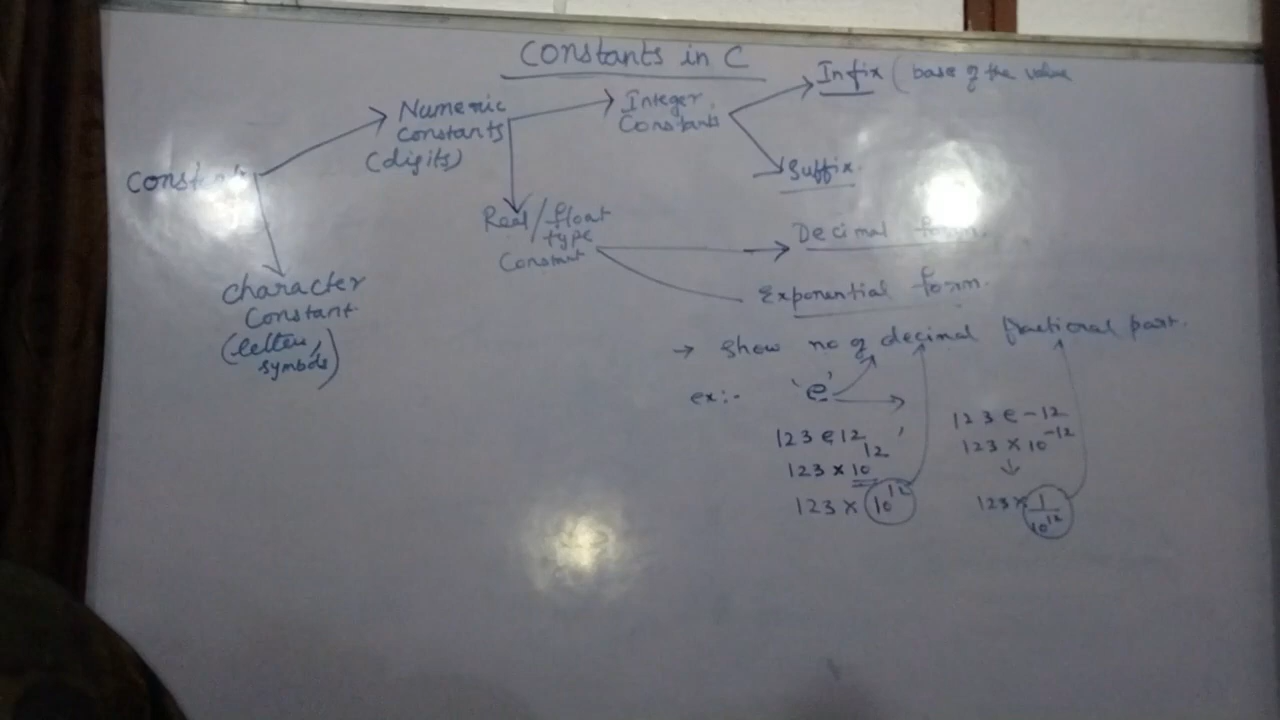 Constants in C
Infix (base of the value
Numeric
constants
(digits)
Integer
Constants
Suffix
Constants
Real/float
type
Constant
Decimal form.
Exponential form.
Character
Constant
(letters,
symbols)
→ Show no of decimal fractional part.
ex:- 'e'
123 e 12
123 x 10^12
123 x 10^12
123 e-12
123 x 10^-12
↓
123 x 1/10^12